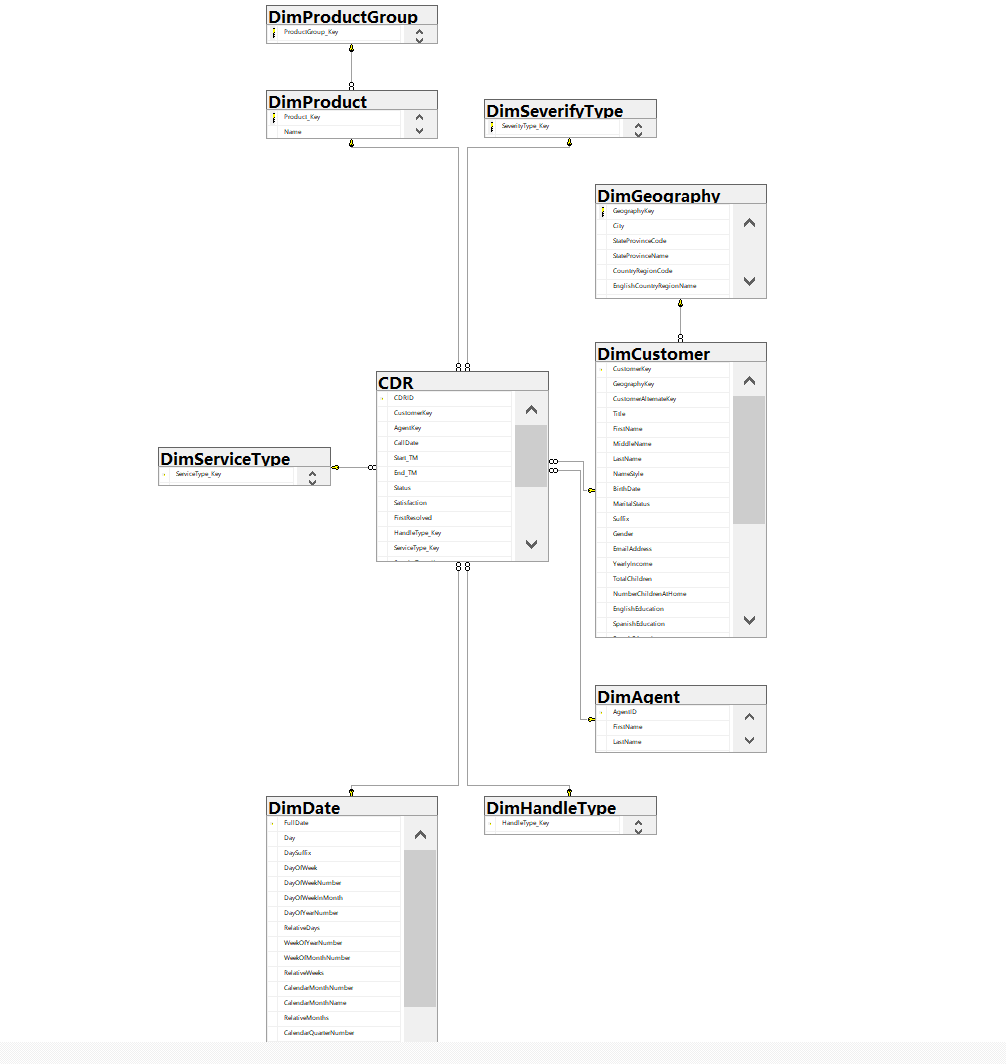 DimProductGroup
ProductGroup_Key
DimProduct
Product_Key
Name
DimSeverifyType
SeverityType_Key
DimGeography
GeographyKey
City
StateProvinceCode
StateProvinceName
CountryRegionCode
EnglishCountryRegionName
DimCustomer
CustomerKey
GeographyKey
CustomerAlternateKey
Title
FirstName
MiddleName
LastName
NameStyle
BirthDate
MaritalStatus
Suffix
Gender
EmailAddress
YearlyIncome
TotalChildren
NumberChildrenAtHome
EnglishEducation
SpanishEducation
CDR
CDRID
CustomerKey
AgentKey
CallDate
Start_TM
End_TM
Status
Satisfaction
FirstResolved
HandleType_Key
ServiceType_Key
DimServiceType
ServiceType_Key
DimAgent
AgentID
FirstName
LastName
DimDate
FullDate
Day
DaySuffix
DayOfWeek
DayOfWeekNumber
DayOfWeekInMonth
DayOfYearNumber
RelativeDays
WeekOfYearNumber
WeekOfMonthNumber
RelativeWeeks
CalendarMonthNumber
CalendarMonthName
RelativeMonths
CalendarQuarterNumber
DimHandleType
HandleType_Key